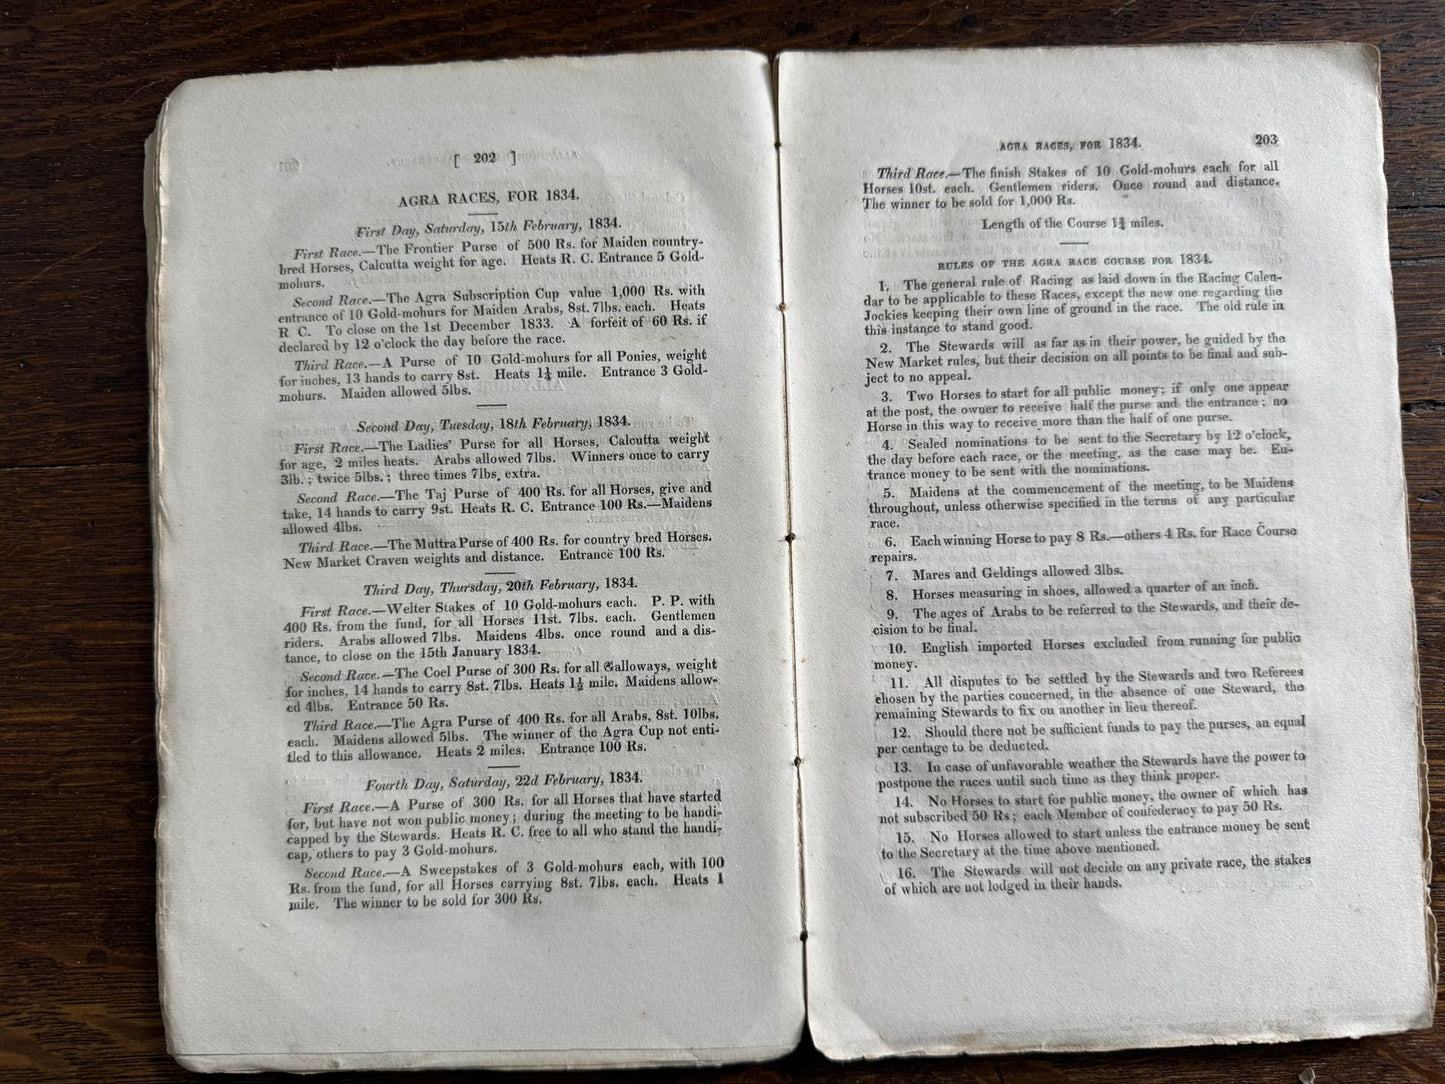 [ 202 ]
AGRA RACES, FOR 1834.
First Day, Saturday, 15th February, 1834.
First Race.—The Frontier Purse of 500 Rs. for Maiden country-
bred Horses, Calcutta weight for age. Heats R. C. Entrance 5 Gold-
mohurs.
Second Race.—The Agra Subscription Cup value 1,000 Rs. with
entrance of 10 Gold-mohurs for Maiden Arabs, 8st. 7lbs. each. Heats
R C. To close on the 1st December 1833. A forfeit of 60 Rs. if
declared by 12 o'clock the day before the race.
Third Race.—A Purse of 10 Gold-mohurs for all Ponies, weight
for inches, 13 hands to carry 8st. Heats 1¼ mile. Entrance 3 Gold-
mohurs. Maiden allowed 5lbs.
Second Day, Tuesday, 18th February, 1834.
First Race.—The Ladies' Purse for all Horses, Calcutta weight
for age, 2 miles heats. Arabs allowed 7lbs. Winners once to carry
3lb.; twice 5lbs.; three times 7lbs, extra.
Second Race.—The Taj Purse of 400 Rs. for all Horses, give and
take, 14 hands to carry 9st. Heats R. C. Entrance 100 Rs.—Maidens
allowed 4lbs.
Third Race.—The Muttra Purse of 400 Rs. for country bred Horses.
New Market Craven weights and distance. Entrance 100 Rs.
Third Day, Thursday, 20th February, 1834.
First Race.—Welter Stakes of 10 Gold-mohurs each. P. P. with
400 Rs. from the fund, for all Horses 11st. 7lbs. each. Gentlemen
riders. Arabs allowed 7lbs. Maidens 4lbs. once round and a dis-
tance, to close on the 15th January 1834.
Second Race.—The Coel Purse of 300 Rs. for all Galloways, weight
for inches, 14 hands to carry 8st. 7lbs. Heats 1½ mile. Maidens allow-
ed 4lbs. Entrance 50 Rs.
Third Race.—The Agra Purse of 400 Rs. for all Arabs, 8st. 10lbs.
each. Maidens allowed 5lbs. The winner of the Agra Cup not enti-
tled to this allowance. Heats 2 miles. Entrance 100 Rs.
Fourth Day, Saturday, 22d February, 1834.
First Race.—A Purse of 300 Rs. for all Horses that have started
for, but have not won public money; during the meeting to be handi-
capped by the Stewards. Heats R. C. free to all who stand the handi-
cap, others to pay 3 Gold-mohurs.
Second Race.—A Sweepstakes of 3 Gold-mohurs each, with 100
Rs. from the fund, for all Horses carrying 8st. 7lbs. each. Heats 1
mile. The winner to be sold for 300 Rs.
AGRA RACES, FOR 1834. 203
Third Race.—The finish Stakes of 10 Gold-mohurs each for all
Horses 10st. each. Gentlemen riders. Once round and distance.
The winner to be sold for 1,000 Rs.
Length of the Course 1¾ miles.
RULES OF THE AGRA RACE COURSE FOR 1834.
1. The general rule of Racing as laid down in the Racing Calen-
dar to be applicable to these Races, except the new one regarding the
Jockies keeping their own line of ground in the race. The old rule in
this instance to stand good.
2. The Stewards will as far as in their power, be guided by the
New Market rules, but their decision on all points to be final and sub-
ject to no appeal.
3. Two Horses to start for all public money; if only one appear
at the post, the owner to receive half the purse and the entrance; no
Horse in this way to receive more than the half of one purse.
4. Sealed nominations to be sent to the Secretary by 12 o'clock,
the day before each race, or the meeting, as the case may be. En-
trance money to be sent with the nominations.
5. Maidens at the commencement of the meeting, to be Maidens
throughout, unless otherwise specified in the terms of any particular
race.
6. Each winning Horse to pay 8 Rs.—others 4 Rs. for Race Course
repairs.
7. Mares and Geldings allowed 3lbs.
8. Horses measuring in shoes, allowed a quarter of an inch.
9. The ages of Arabs to be referred to the Stewards, and their de-
cision to be final.
10. English imported Horses excluded from running for public
money.
11. All disputes to be settled by the Stewards and two Referees
chosen by the parties concerned, in the absence of one Steward, the
remaining Stewards to fix on another in lieu thereof.
12. Should there not be sufficient funds to pay the purses, an equal
per centage to be deducted.
13. In case of unfavorable weather the Stewards have the power to
postpone the races until such time as they think proper.
14. No Horses to start for public money, the owner of which has
not subscribed 50 Rs; each Member of confederacy to pay 50 Rs.
15. No Horses allowed to start unless the entrance money be sent
to the Secretary at the time above mentioned.
16. The Stewards will not decide on any private race, the stakes
of which are not lodged in their hands.